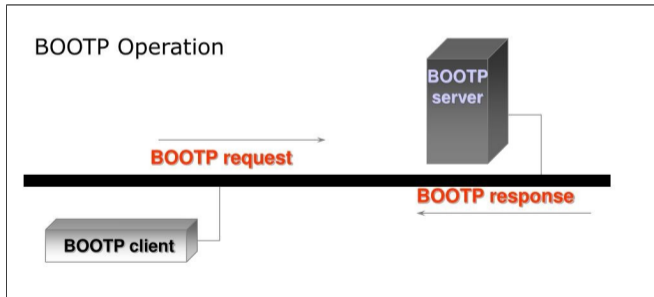 BOOTP Operation
BOOTP
server
BOOTP request
BOOTP response
BOOTP client